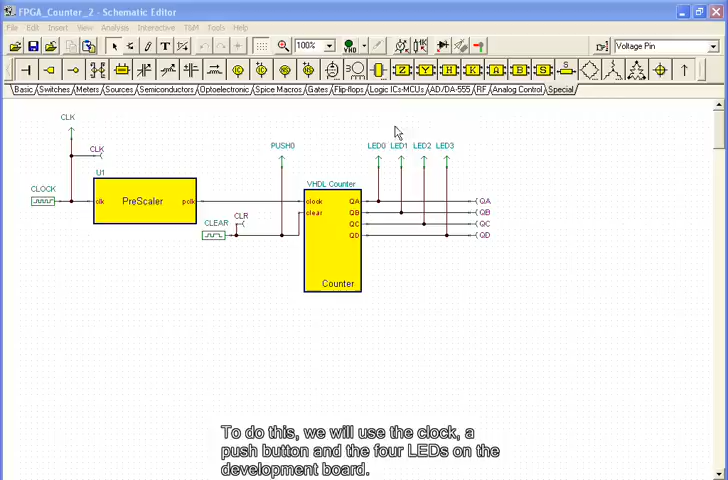 FPGA_Counter_2 - Schematic Editor
File Edit Insert View Analysis Interactive T&M Tools Help
100% VHD Voltage Pin
Z Y H K A B S
Basic Switches Meters Sources Semiconductors Optoelectronic Spice Macros Gates Flip-flops Logic ICs-MCUs AD/DA-555 RF Analog Control Special
CLK
CLK
PUSH0
LED0 LED1 LED2 LED3
U1
VHDL Counter
CLOCK
clk PreScaler pclk
clock QA QA
clear QB QB
CLEAR CLR
QC QC
QD QD
Counter
To do this, we will use the clock, a
push button and the four LEDs on the
development board.